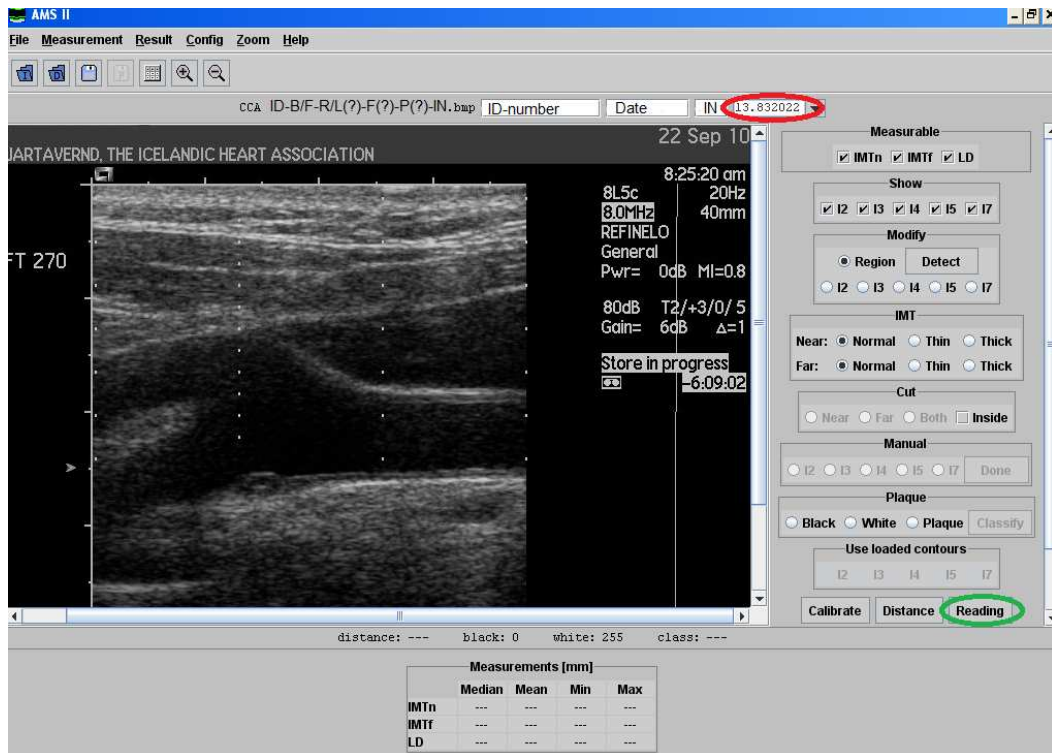 AMS II
File Measurement Result Config Zoom Help
CCA ID-B/F-R/L(?)-F(?)-P(?)-IN.bmp ID-number Date IN 13.832022
22 Sep 10
JARTAVERND, THE ICELANDIC HEART ASSOCIATION
8:25:20 am
8L5c 20Hz
8.0MHz 40mm
REFINELO
General
Pwr= 0dB MI=0.8
FT 270
80dB T2/+3/0/5
Gain= 6dB Δ=1
Store in progress
-6:09:02
Measurable
IMTn IMTf LD
Show
I2 I3 I4 I5 I7
Modify
Region Detect
I2 I3 I4 I5 I7
IMT
Near: Normal Thin Thick
Far: Normal Thin Thick
Cut
Near Far Both Inside
Manual
I2 I3 I4 I5 I7 Done
Plaque
Black White Plaque Classify
Use loaded contours
I2 I3 I4 I5 I7
Calibrate Distance Reading
distance: --- black: 0 white: 255 class: ---
Measurements [mm]
Median Mean Min Max
IMTn --- --- --- ---
IMTf --- --- --- ---
LD --- --- --- ---